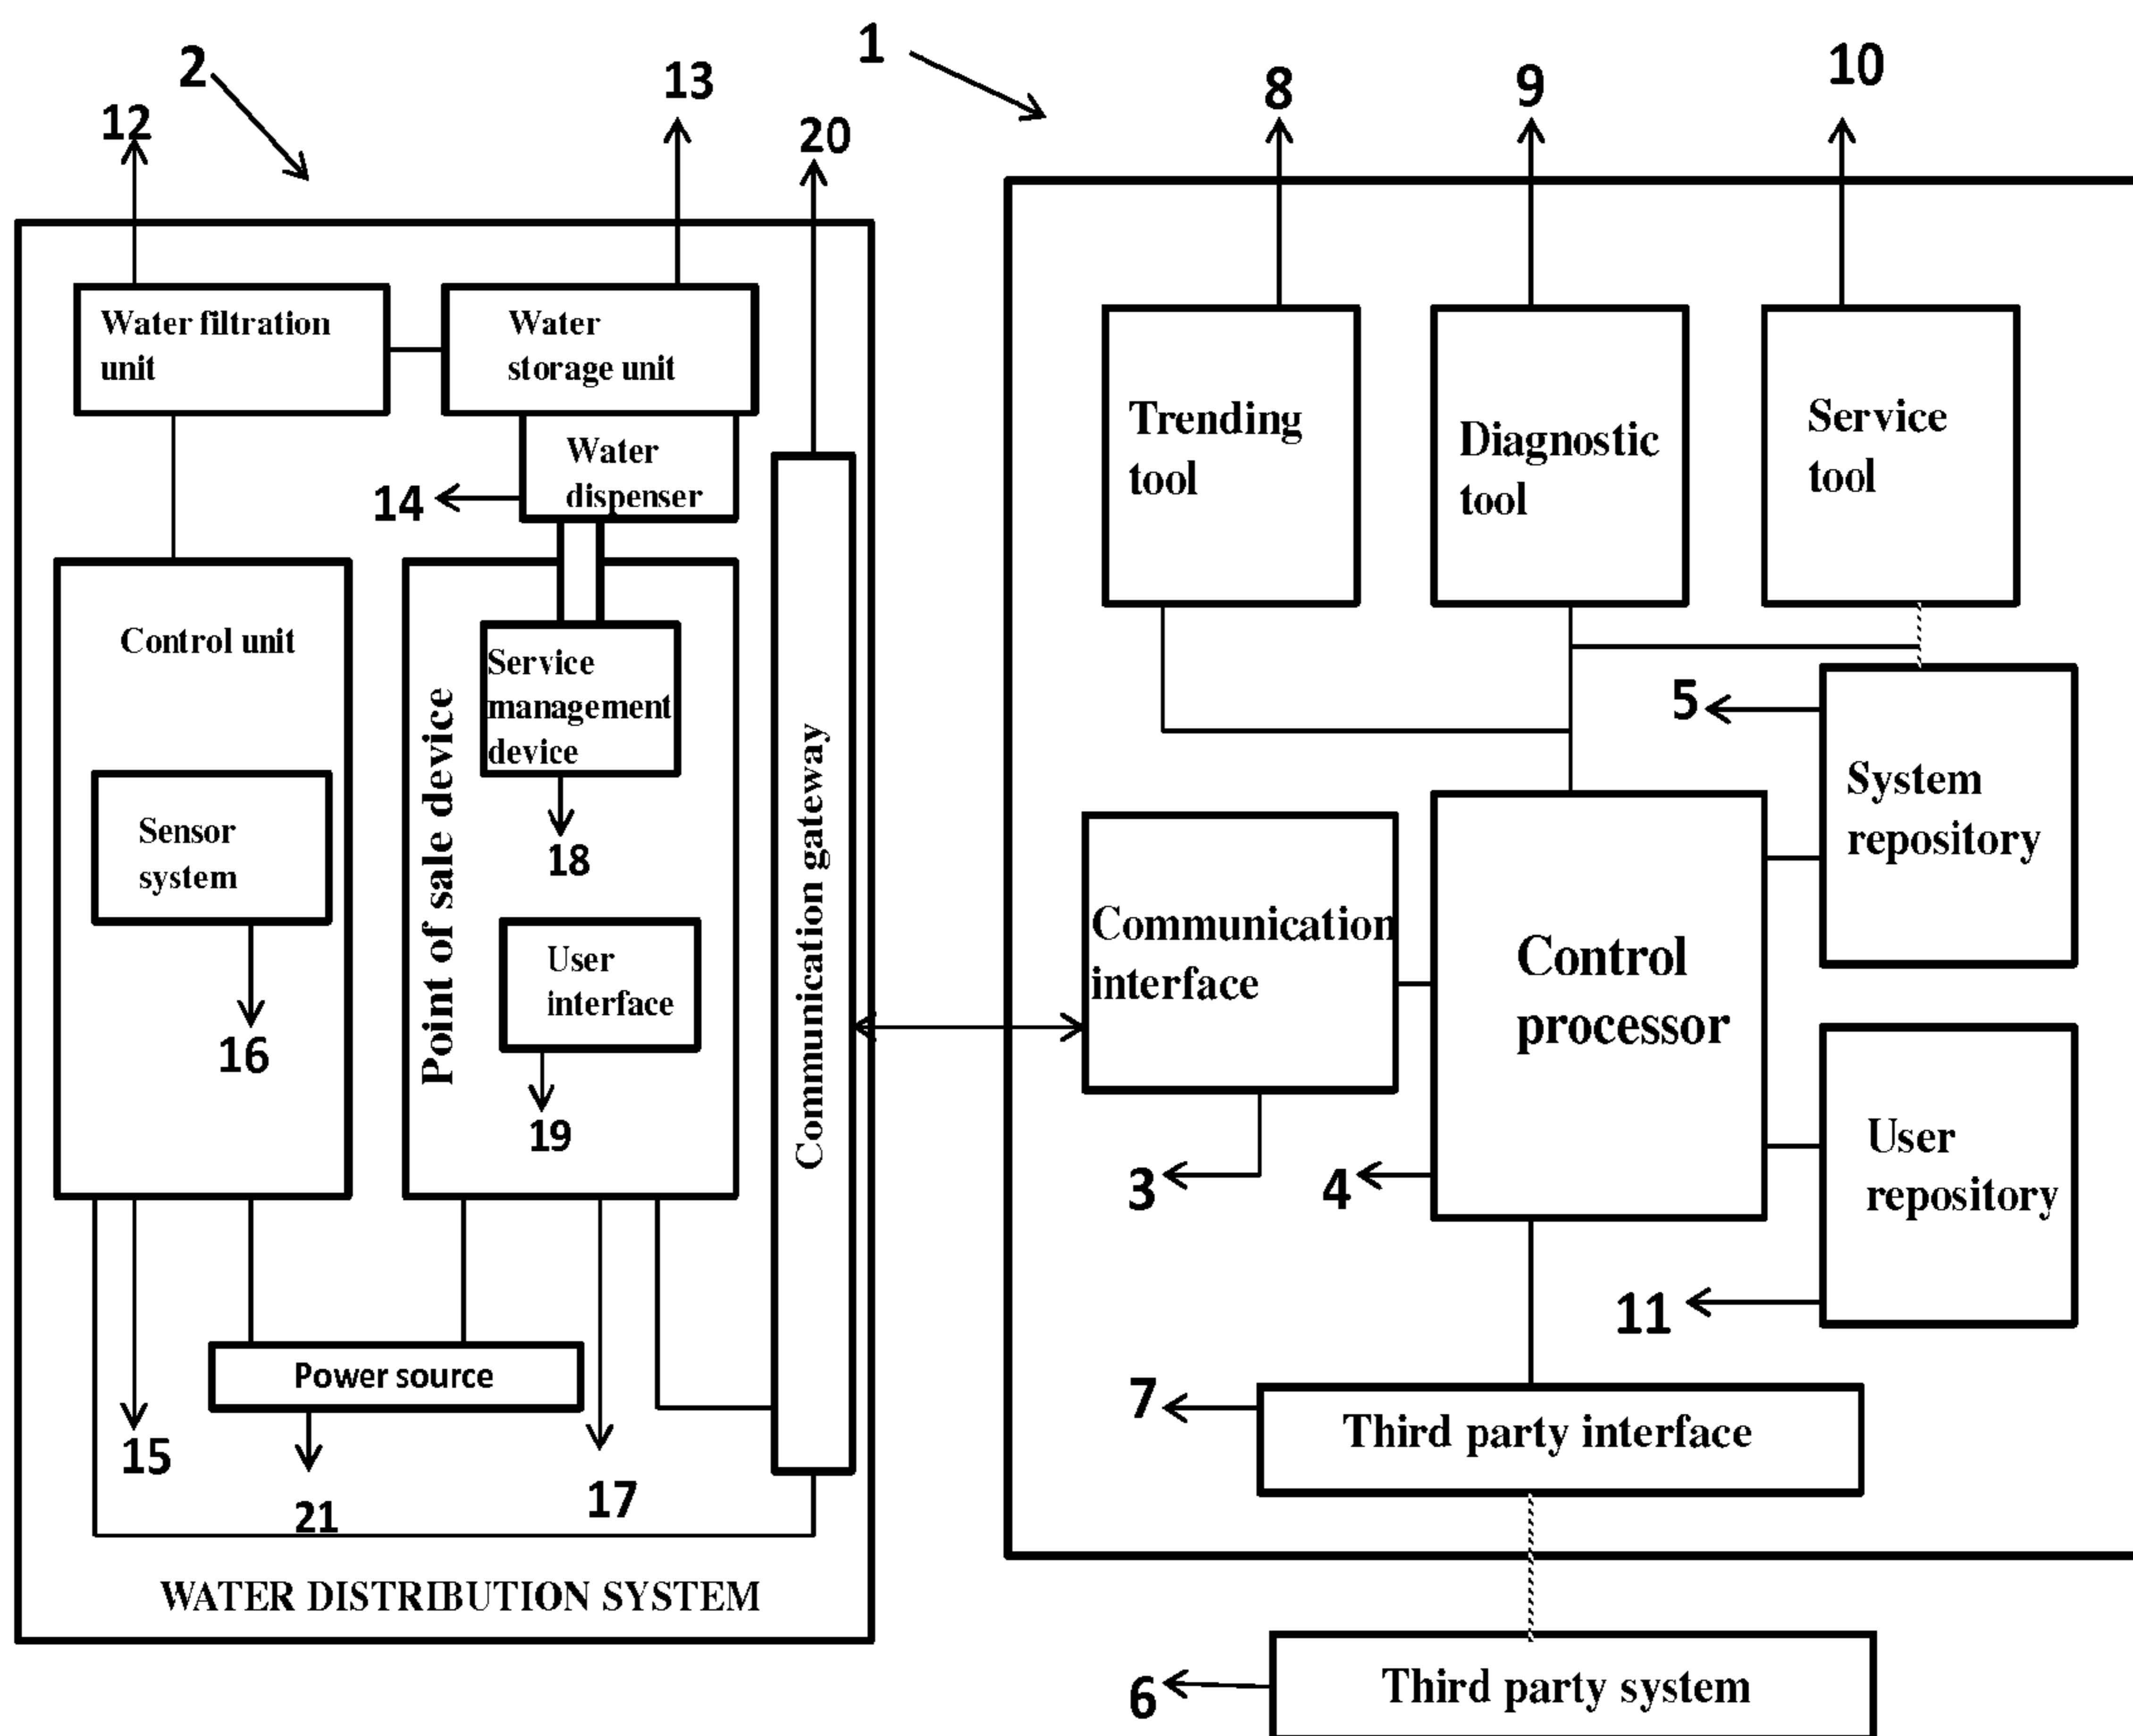 2
12
13
20
Water filtration
unit
Water
storage unit
Water
dispenser
14
Control unit
Sensor
system
16
Point of sale device
Service
management
device
18
User
interface
19
Communication gateway
Power source
15
21
17
WATER DISTRIBUTION SYSTEM
1
8
9
10
Trending
tool
Diagnostic
tool
Service
tool
5
System
repository
Communication
interface
Control
processor
User
repository
3
4
11
7
Third party interface
6
Third party system